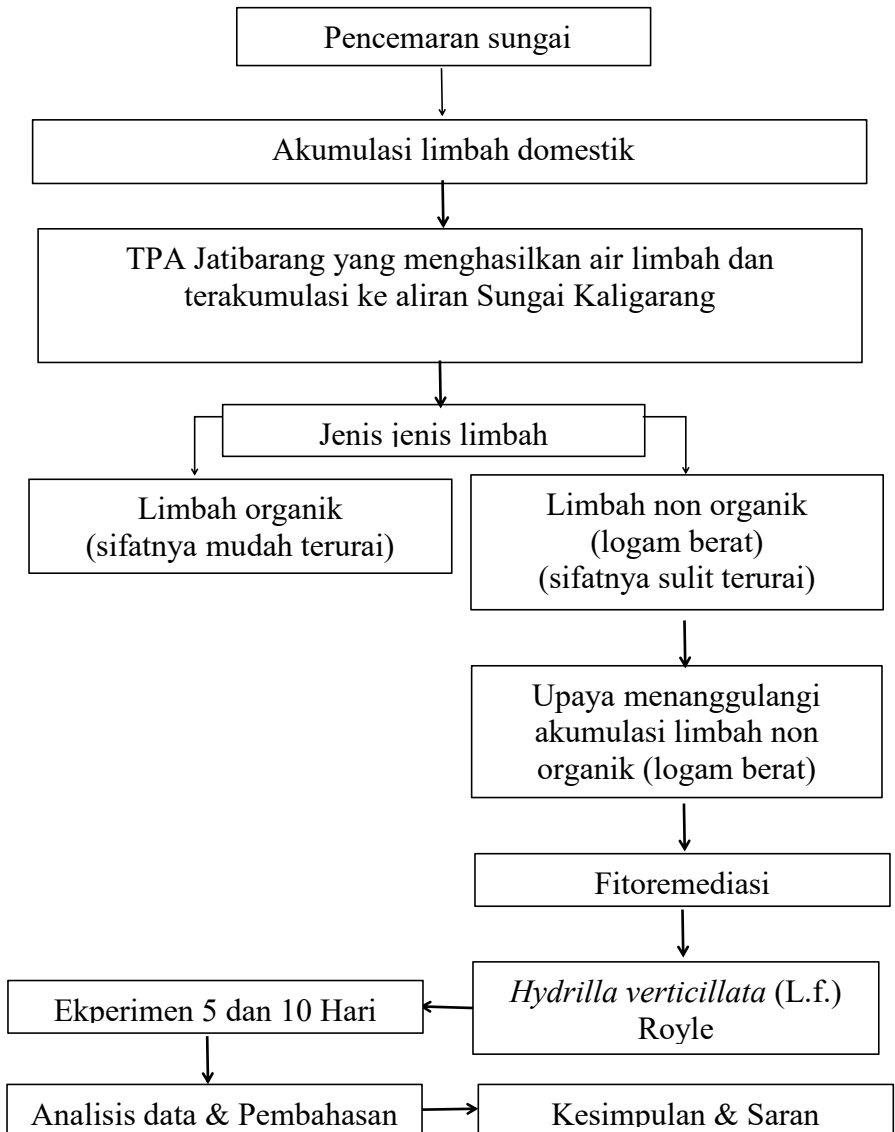 Pencemaran sungai
Akumulasi limbah domestik
TPA Jatibarang yang menghasilkan air limbah dan
terakumulasi ke aliran Sungai Kaligarang
Jenis jenis limbah
Limbah organik
(sifatnya mudah terurai)
Limbah non organik
(logam berat)
(sifatnya sulit terurai)
Upaya menanggulangi
akumulasi limbah non
organik (logam berat)
Fitoremediasi
Hydrilla verticillata (L.f.)
Royle
Ekperimen 5 dan 10 Hari
Analisis data & Pembahasan
Kesimpulan & Saran